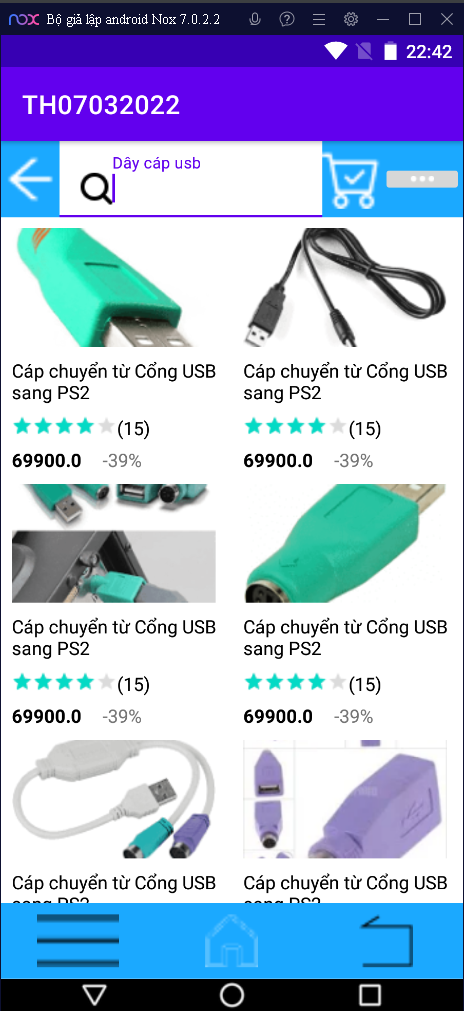 nox Bộ giả lập android Nox 7.0.2.2
22:42
TH07032022
Dây cáp usb
Cáp chuyển từ Cổng USB
sang PS2
(15)
69900.0 -39%
Cáp chuyển từ Cổng USB
sang PS2
(15)
69900.0 -39%
Cáp chuyển từ Cổng USB
sang PS2
(15)
69900.0 -39%
Cáp chuyển từ Cổng USB
sang PS2
(15)
69900.0 -39%
Cáp chuyển từ Cổng USB
Cáp chuyển từ Cổng USB